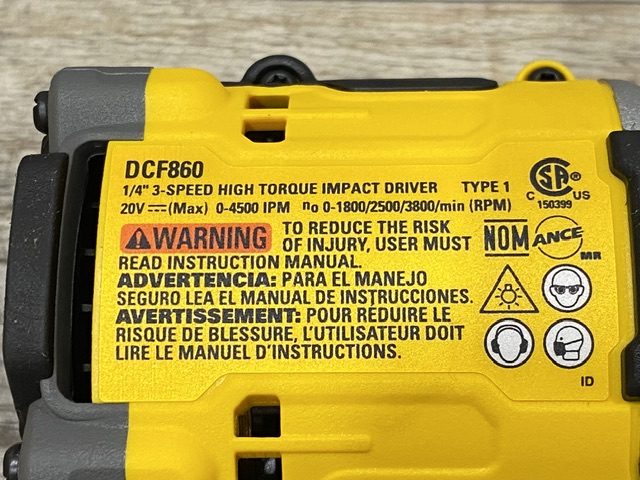 DCF860
1/4" 3-SPEED HIGH TORQUE IMPACT DRIVER TYPE 1
20V ⎓ (Max) 0-4500 IPM no 0-1800/2500/3800/min (RPM)
SA ®
C US
150399
⚠WARNING TO REDUCE THE RISK
OF INJURY, USER MUST
READ INSTRUCTION MANUAL.
ADVERTENCIA: PARA EL MANEJO
SEGURO LEA EL MANUAL DE INSTRUCCIONES.
AVERTISSEMENT: POUR RÉDUIRE LE
RISQUE DE BLESSURE, L'UTILISATEUR DOIT
LIRE LE MANUEL D'INSTRUCTIONS.
NOM ANCE
MR
ID